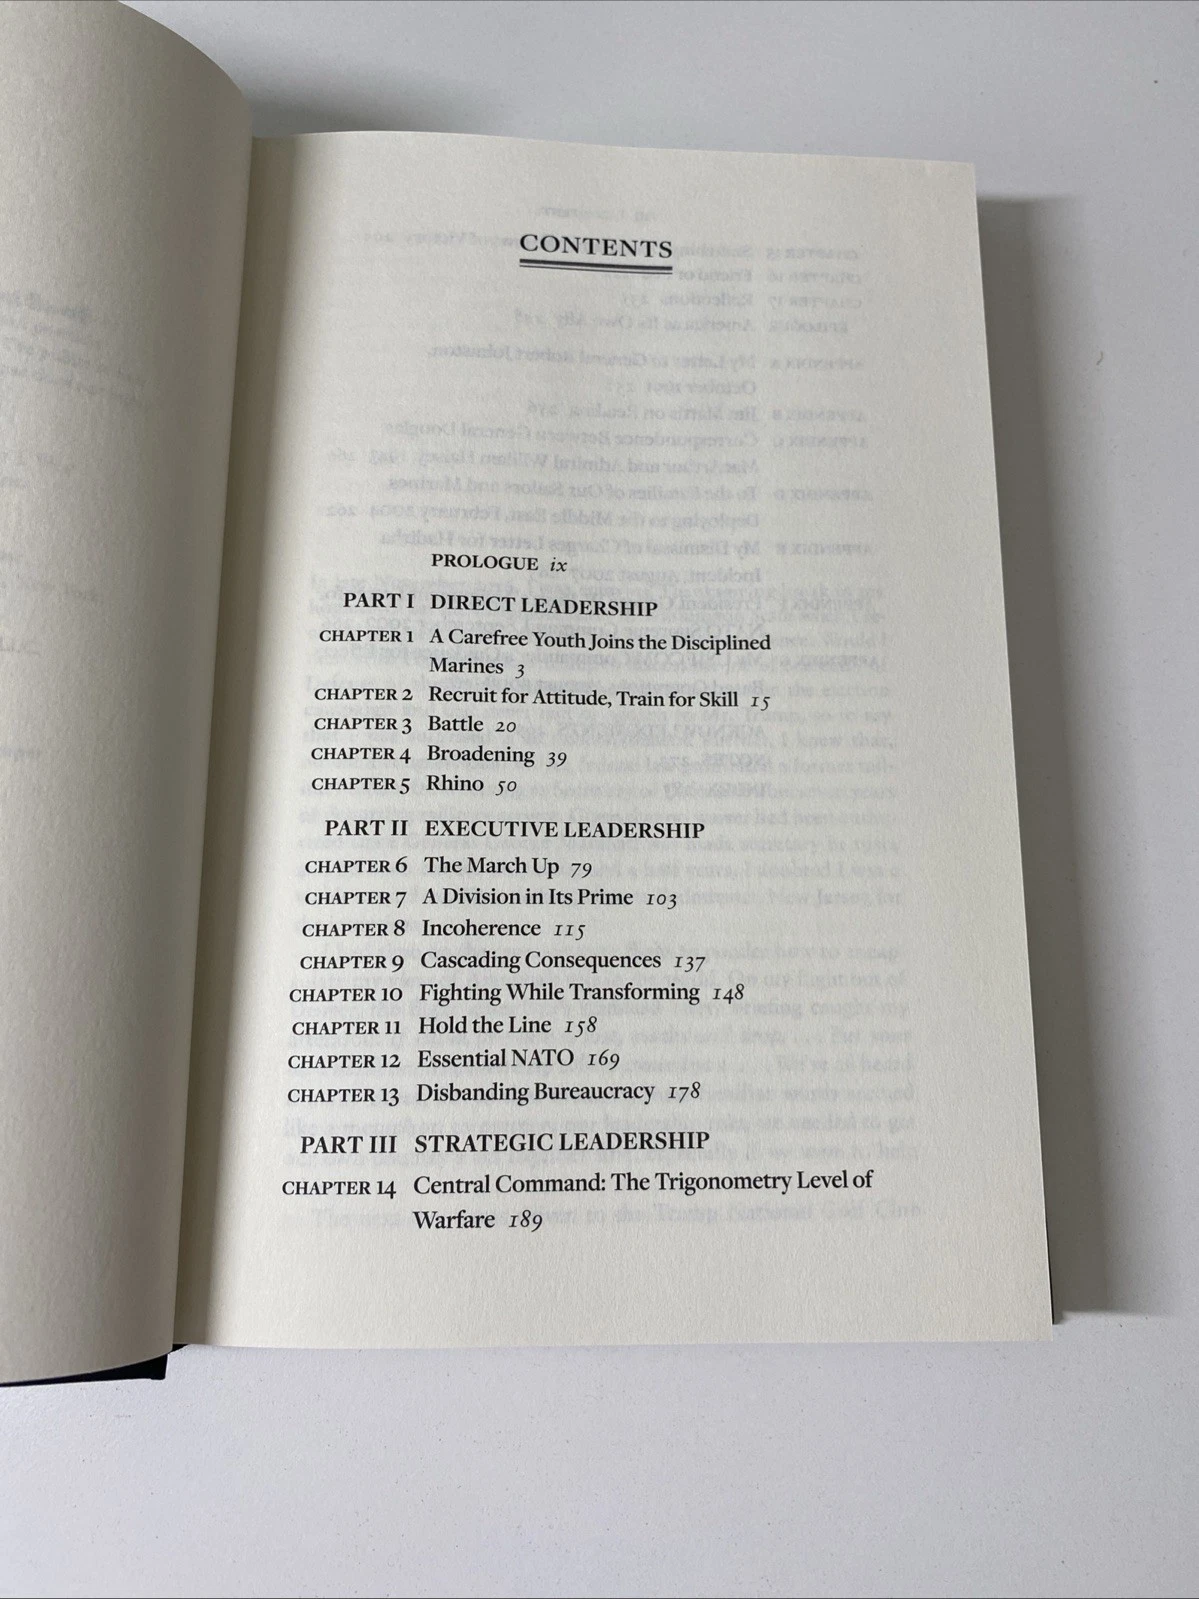 CONTENTS
PROLOGUE ix
PART I DIRECT LEADERSHIP
CHAPTER 1 A Carefree Youth Joins the Disciplined
Marines 3
CHAPTER 2 Recruit for Attitude, Train for Skill 15
CHAPTER 3 Battle 20
CHAPTER 4 Broadening 39
CHAPTER 5 Rhino 50
PART II EXECUTIVE LEADERSHIP
CHAPTER 6 The March Up 79
CHAPTER 7 A Division in Its Prime 103
CHAPTER 8 Incoherence 115
CHAPTER 9 Cascading Consequences 137
CHAPTER 10 Fighting While Transforming 148
CHAPTER 11 Hold the Line 158
CHAPTER 12 Essential NATO 169
CHAPTER 13 Disbanding Bureaucracy 178
PART III STRATEGIC LEADERSHIP
CHAPTER 14 Central Command: The Trigonometry Level of
Warfare 189